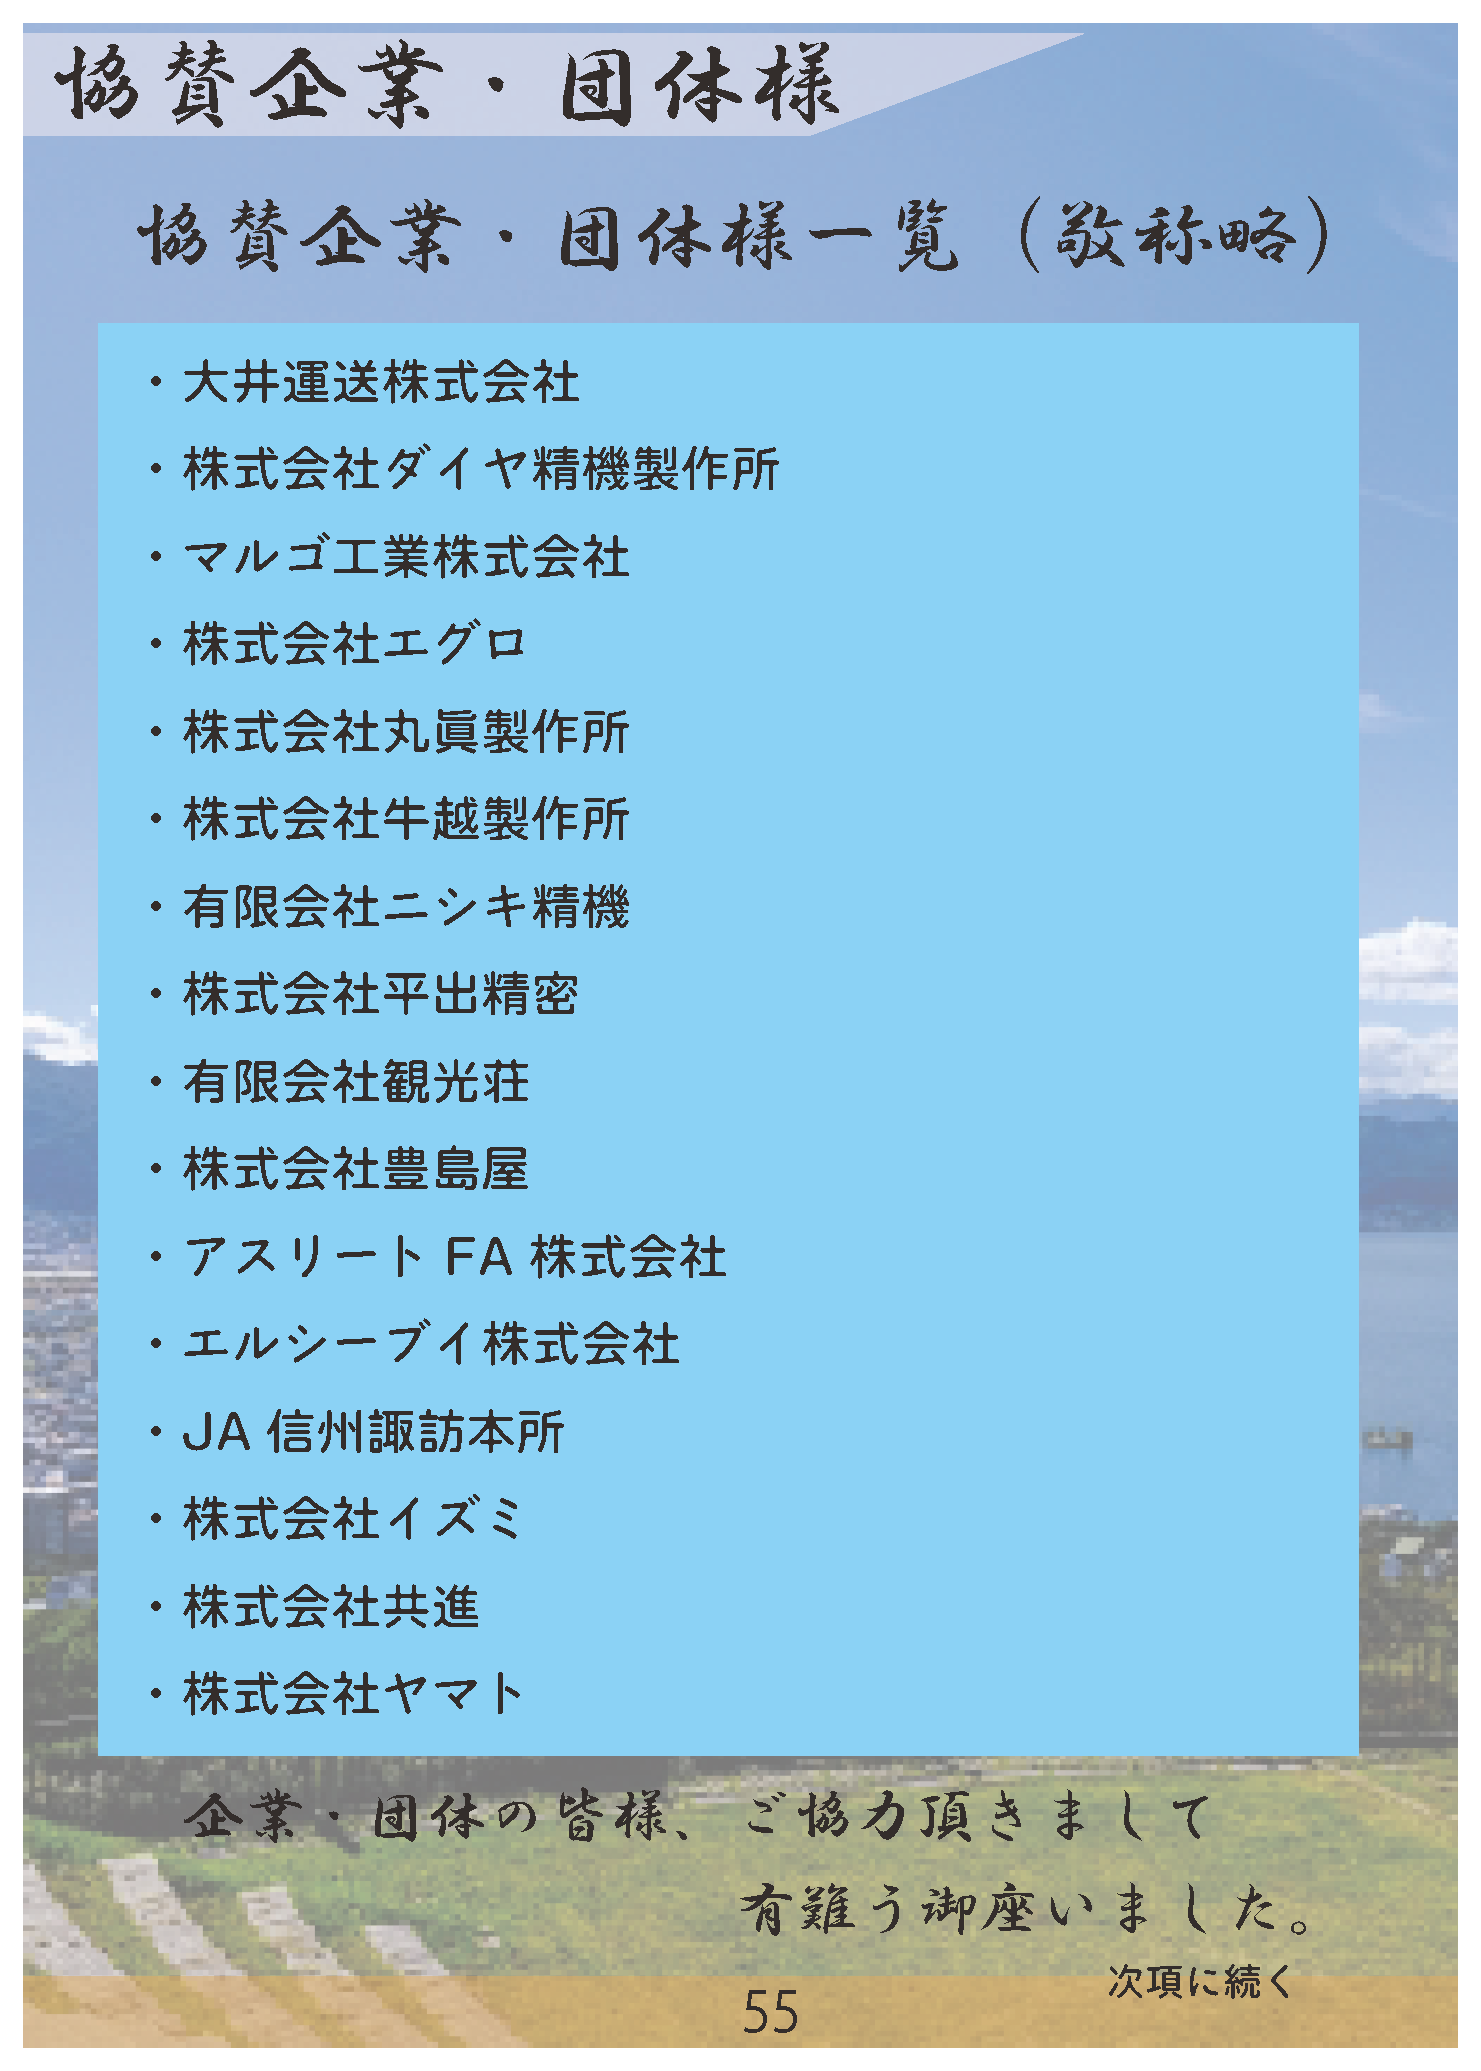 協賛企業・団体様
協賛企業・団体様一覧（敬称略）
・大井運送株式会社
・株式会社ダイヤ精機製作所
・マルゴ工業株式会社
・株式会社エグロ
・株式会社丸眞製作所
・株式会社牛越製作所
・有限会社ニシキ精機
・株式会社平出精密
・有限会社観光荘
・株式会社豊島屋
・アスリート FA 株式会社
・エルシーブイ株式会社
・JA 信州諏訪本所
・株式会社イズミ
・株式会社共進
・株式会社ヤマト
企業・団体の皆様、ご協力頂きまして
有難う御座いました。
次項に続く
55